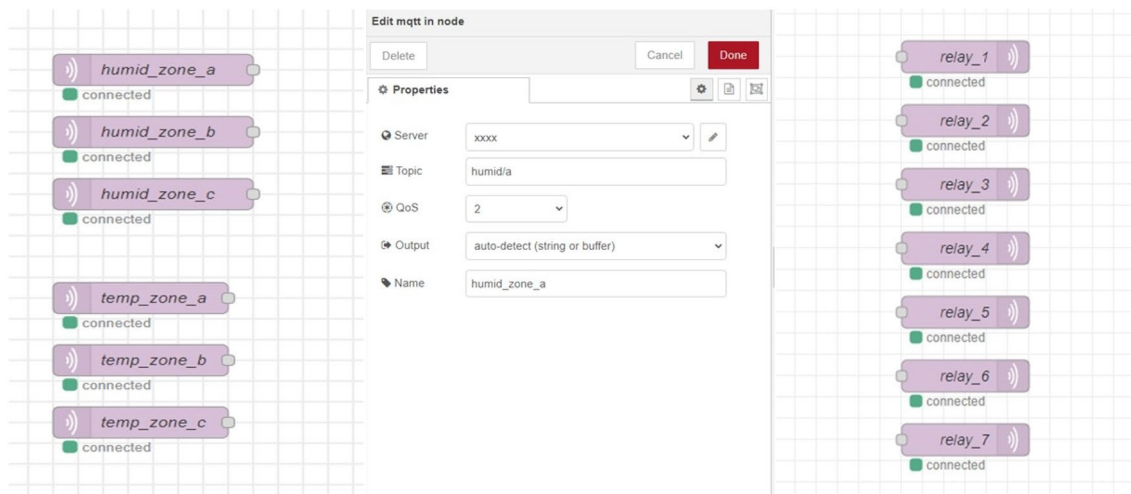 humid_zone_a
connected
humid_zone_b
connected
humid_zone_c
connected
temp_zone_a
connected
temp_zone_b
connected
temp_zone_c
connected
Edit mqtt in node
Delete
Cancel
Done
Properties
Server
xxxx
Topic
humid/a
QoS
2
Output
auto-detect (string or buffer)
Name
humid_zone_a
relay_1
connected
relay_2
connected
relay_3
connected
relay_4
connected
relay_5
connected
relay_6
connected
relay_7
connected